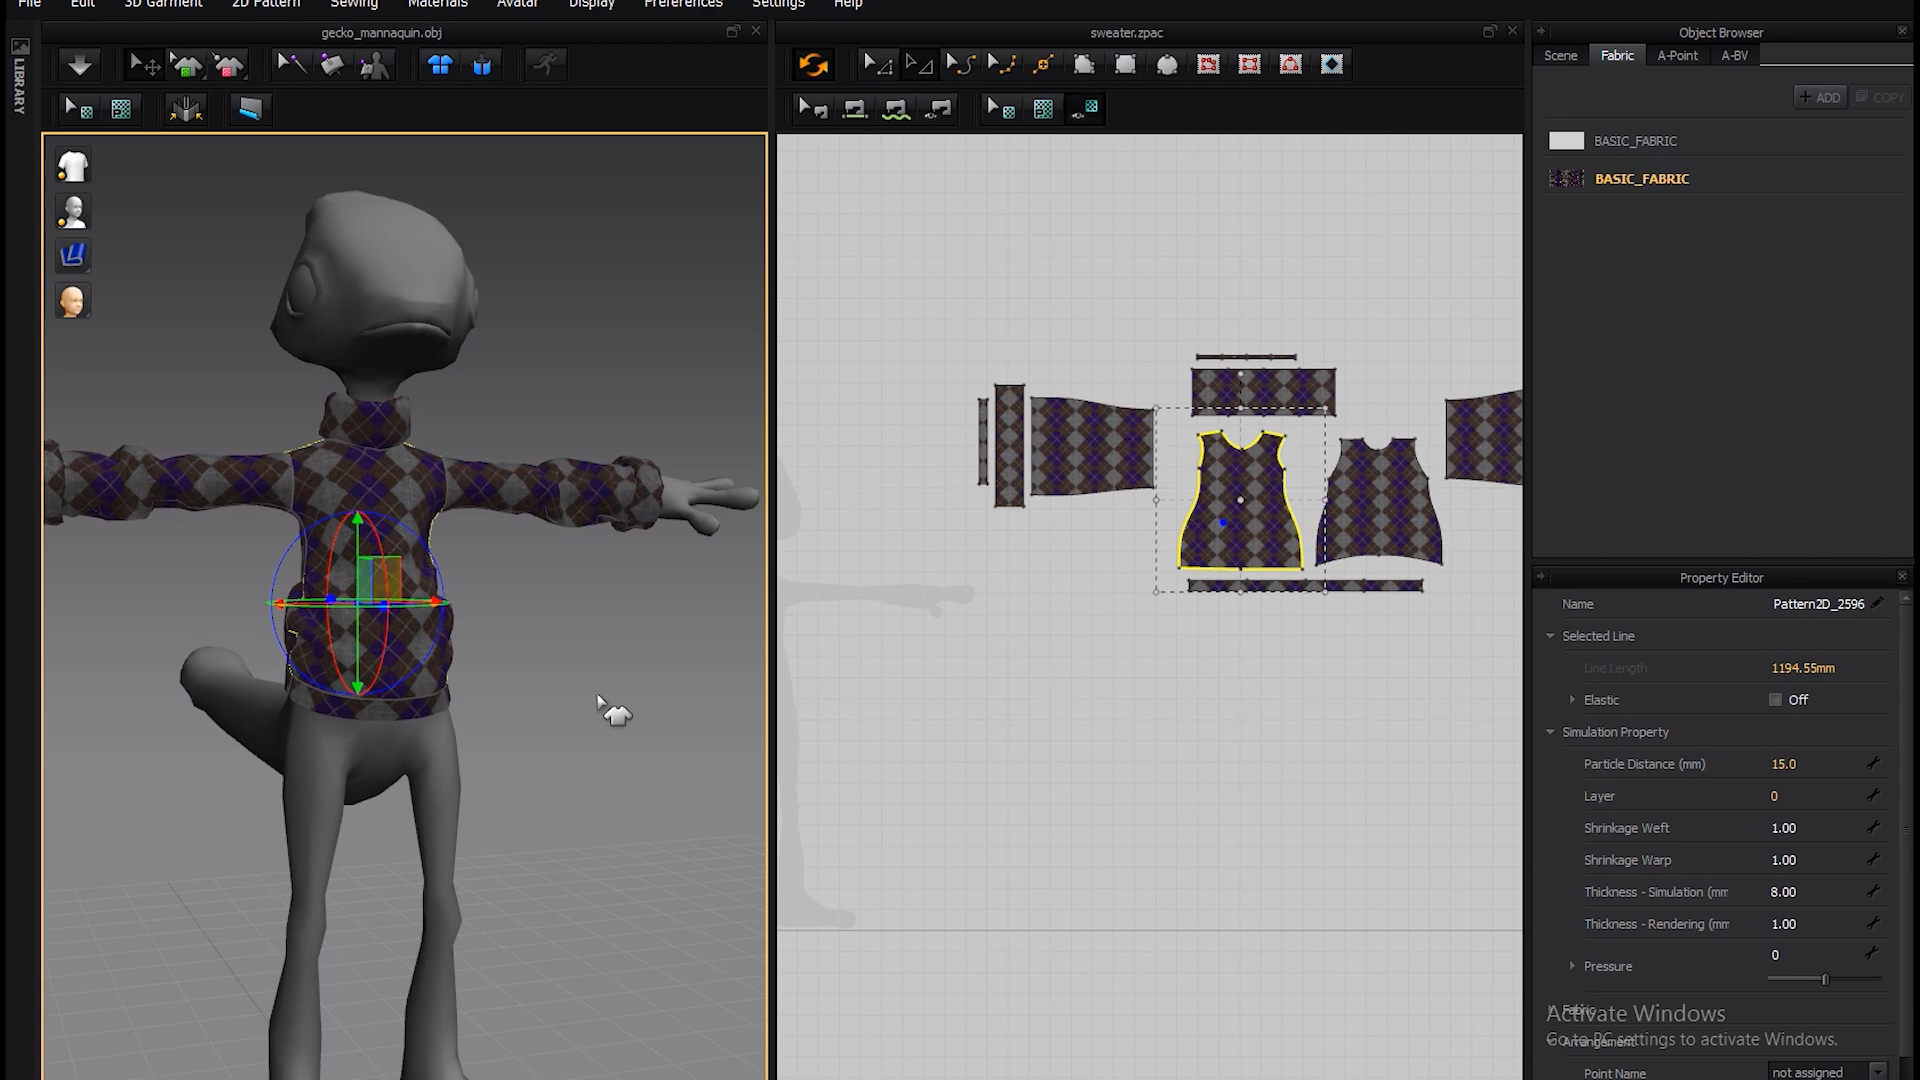 File Edit 3D Garment 2D Pattern Sewing Materials Avatar Display Preferences Settings Help
gecko_mannaquin.obj
sweater.zpac
Object Browser
LIBRARY
Scene Fabric A-Point A-BV
+ ADD COPY
BASIC_FABRIC
BASIC_FABRIC
Property Editor
Name Pattern2D_2596
Selected Line
Line Length 1194.55mm
Elastic Off
Simulation Property
Particle Distance (mm) 15.0
Layer 0
Shrinkage Weft 1.00
Shrinkage Warp 1.00
Thickness - Simulation (mm 8.00
Thickness - Rendering (mm 1.00
Pressure 0
Fabric
Activate Windows
Go to PC settings to activate Windows.
Arrangement
Point Name not assigned